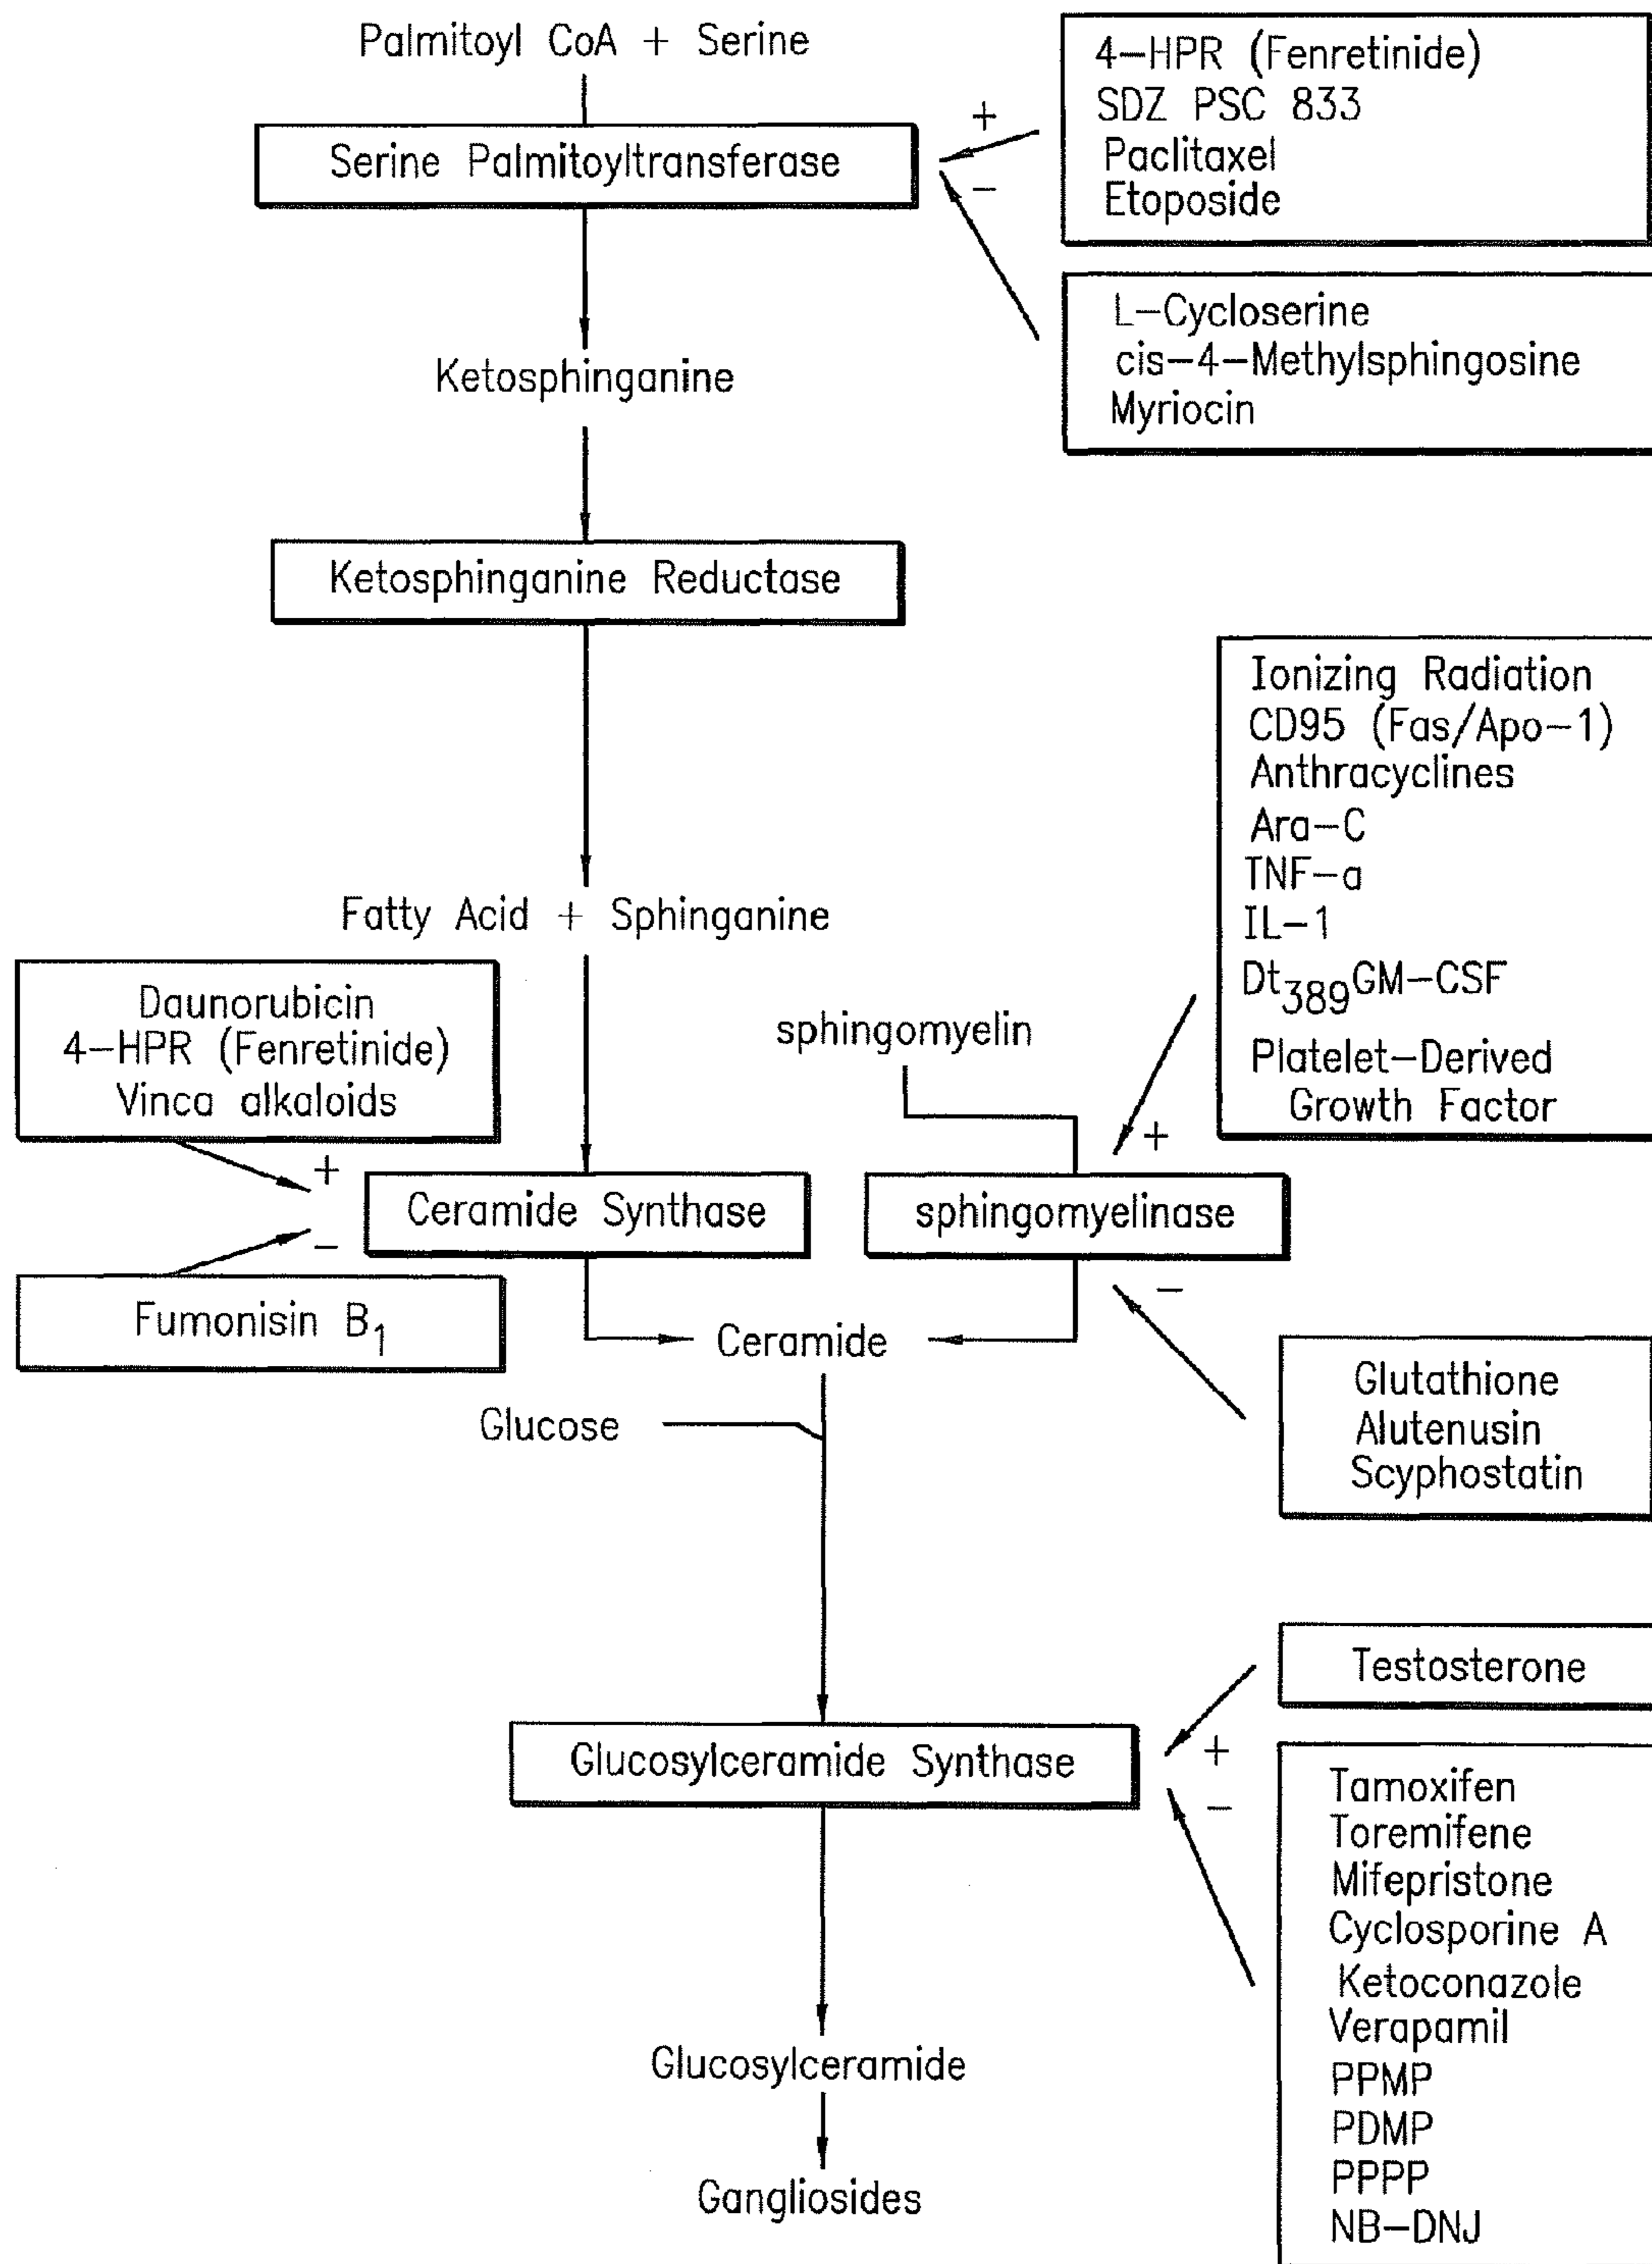 Palmitoyl CoA + Serine
4-HPR (Fenretinide)
SDZ PSC 833
Paclitaxel
Etoposide
+
Serine Palmitoyltransferase
-
L-Cycloserine
cis-4-Methylsphingosine
Myriocin
Ketosphinganine
Ketosphinganine Reductase
Ionizing Radiation
CD95 (Fas/Apo-1)
Anthracyclines
Ara-C
TNF-a
IL-1
Dt389GM-CSF
Platelet-Derived
Growth Factor
Fatty Acid + Sphinganine
Daunorubicin
4-HPR (Fenretinide)
Vinca alkaloids
sphingomyelin
+
+
Ceramide Synthase
sphingomyelinase
-
-
Fumonisin B1
Ceramide
Glutathione
Alutenusin
Scyphostatin
Glucose
Testosterone
Glucosylceramide Synthase
+
-
Tamoxifen
Toremifene
Mifepristone
Cyclosporine A
Ketoconazole
Verapamil
PPMP
PDMP
PPPP
NB-DNJ
Glucosylceramide
Gangliosides